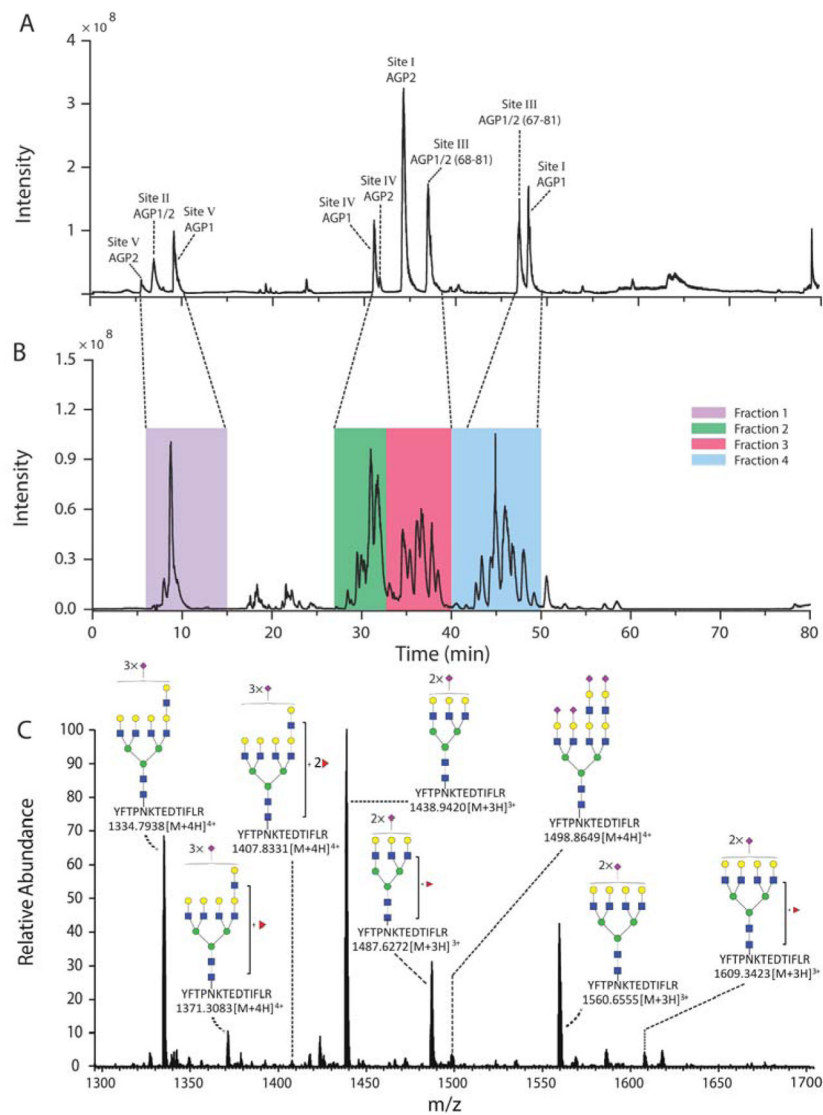 A
× 10⁸
4
2
0
Intensity
Site V
AGP2
Site II
AGP1/2
Site V
AGP1
Site IV
AGP1
Site IV
AGP2
Site I
AGP2
Site III
AGP1/2 (68-81)
Site III
AGP1/2 (67-81)
Site I
AGP1
B
× 10⁸
1.5
1.2
0.9
0.6
0.3
0.0
Intensity
Fraction 1
Fraction 2
Fraction 3
Fraction 4
0 10 20 30 40 50 60 70 80
Time (min)
C
100
90
80
70
60
50
40
30
20
10
0
Relative Abundance
3×
YFTPNKTEDTIFLR
1334.7938[M+4H]⁴⁺
3×
+ 2
YFTPNKTEDTIFLR
1407.8331[M+4H]⁴⁺
3×
+
YFTPNKTEDTIFLR
1371.3083[M+4H]⁴⁺
2×
YFTPNKTEDTIFLR
1438.9420[M+3H]³⁺
2×
+
YFTPNKTEDTIFLR
1487.6272[M+3H]³⁺
YFTPNKTEDTIFLR
1498.8649[M+4H]⁴⁺
2×
YFTPNKTEDTIFLR
1560.6555[M+3H]³⁺
2×
+
YFTPNKTEDTIFLR
1609.3423[M+3H]³⁺
1300 1350 1400 1450 1500 1550 1600 1650 1700
m/z